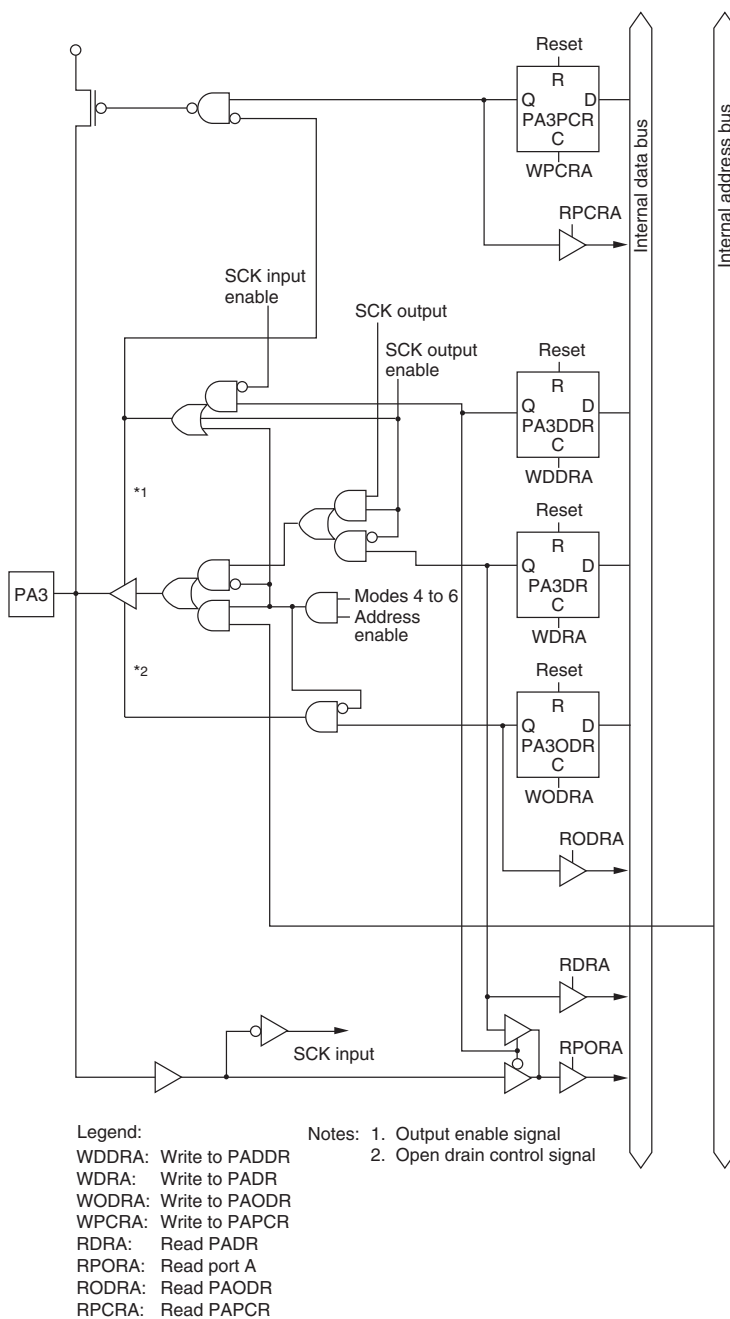 Reset
R
Q D
PA3PCR
C
WPCRA
RPCRA
Internal data bus
Internal address bus
SCK input
enable
SCK output
SCK output
enable
Reset
R
Q D
PA3DDR
C
WDDRA
*1
Reset
R
Q D
PA3DR
C
WDRA
PA3
Modes 4 to 6
Address
enable
*2
Reset
R
Q D
PA3ODR
C
WODRA
RODRA
RDRA
SCK input
RPORA
Legend:
WDDRA: Write to PADDR
WDRA: Write to PADR
WODRA: Write to PAODR
WPCRA: Write to PAPCR
RDRA: Read PADR
RPORA: Read port A
RODRA: Read PAODR
RPCRA: Read PAPCR
Notes: 1. Output enable signal
2. Open drain control signal